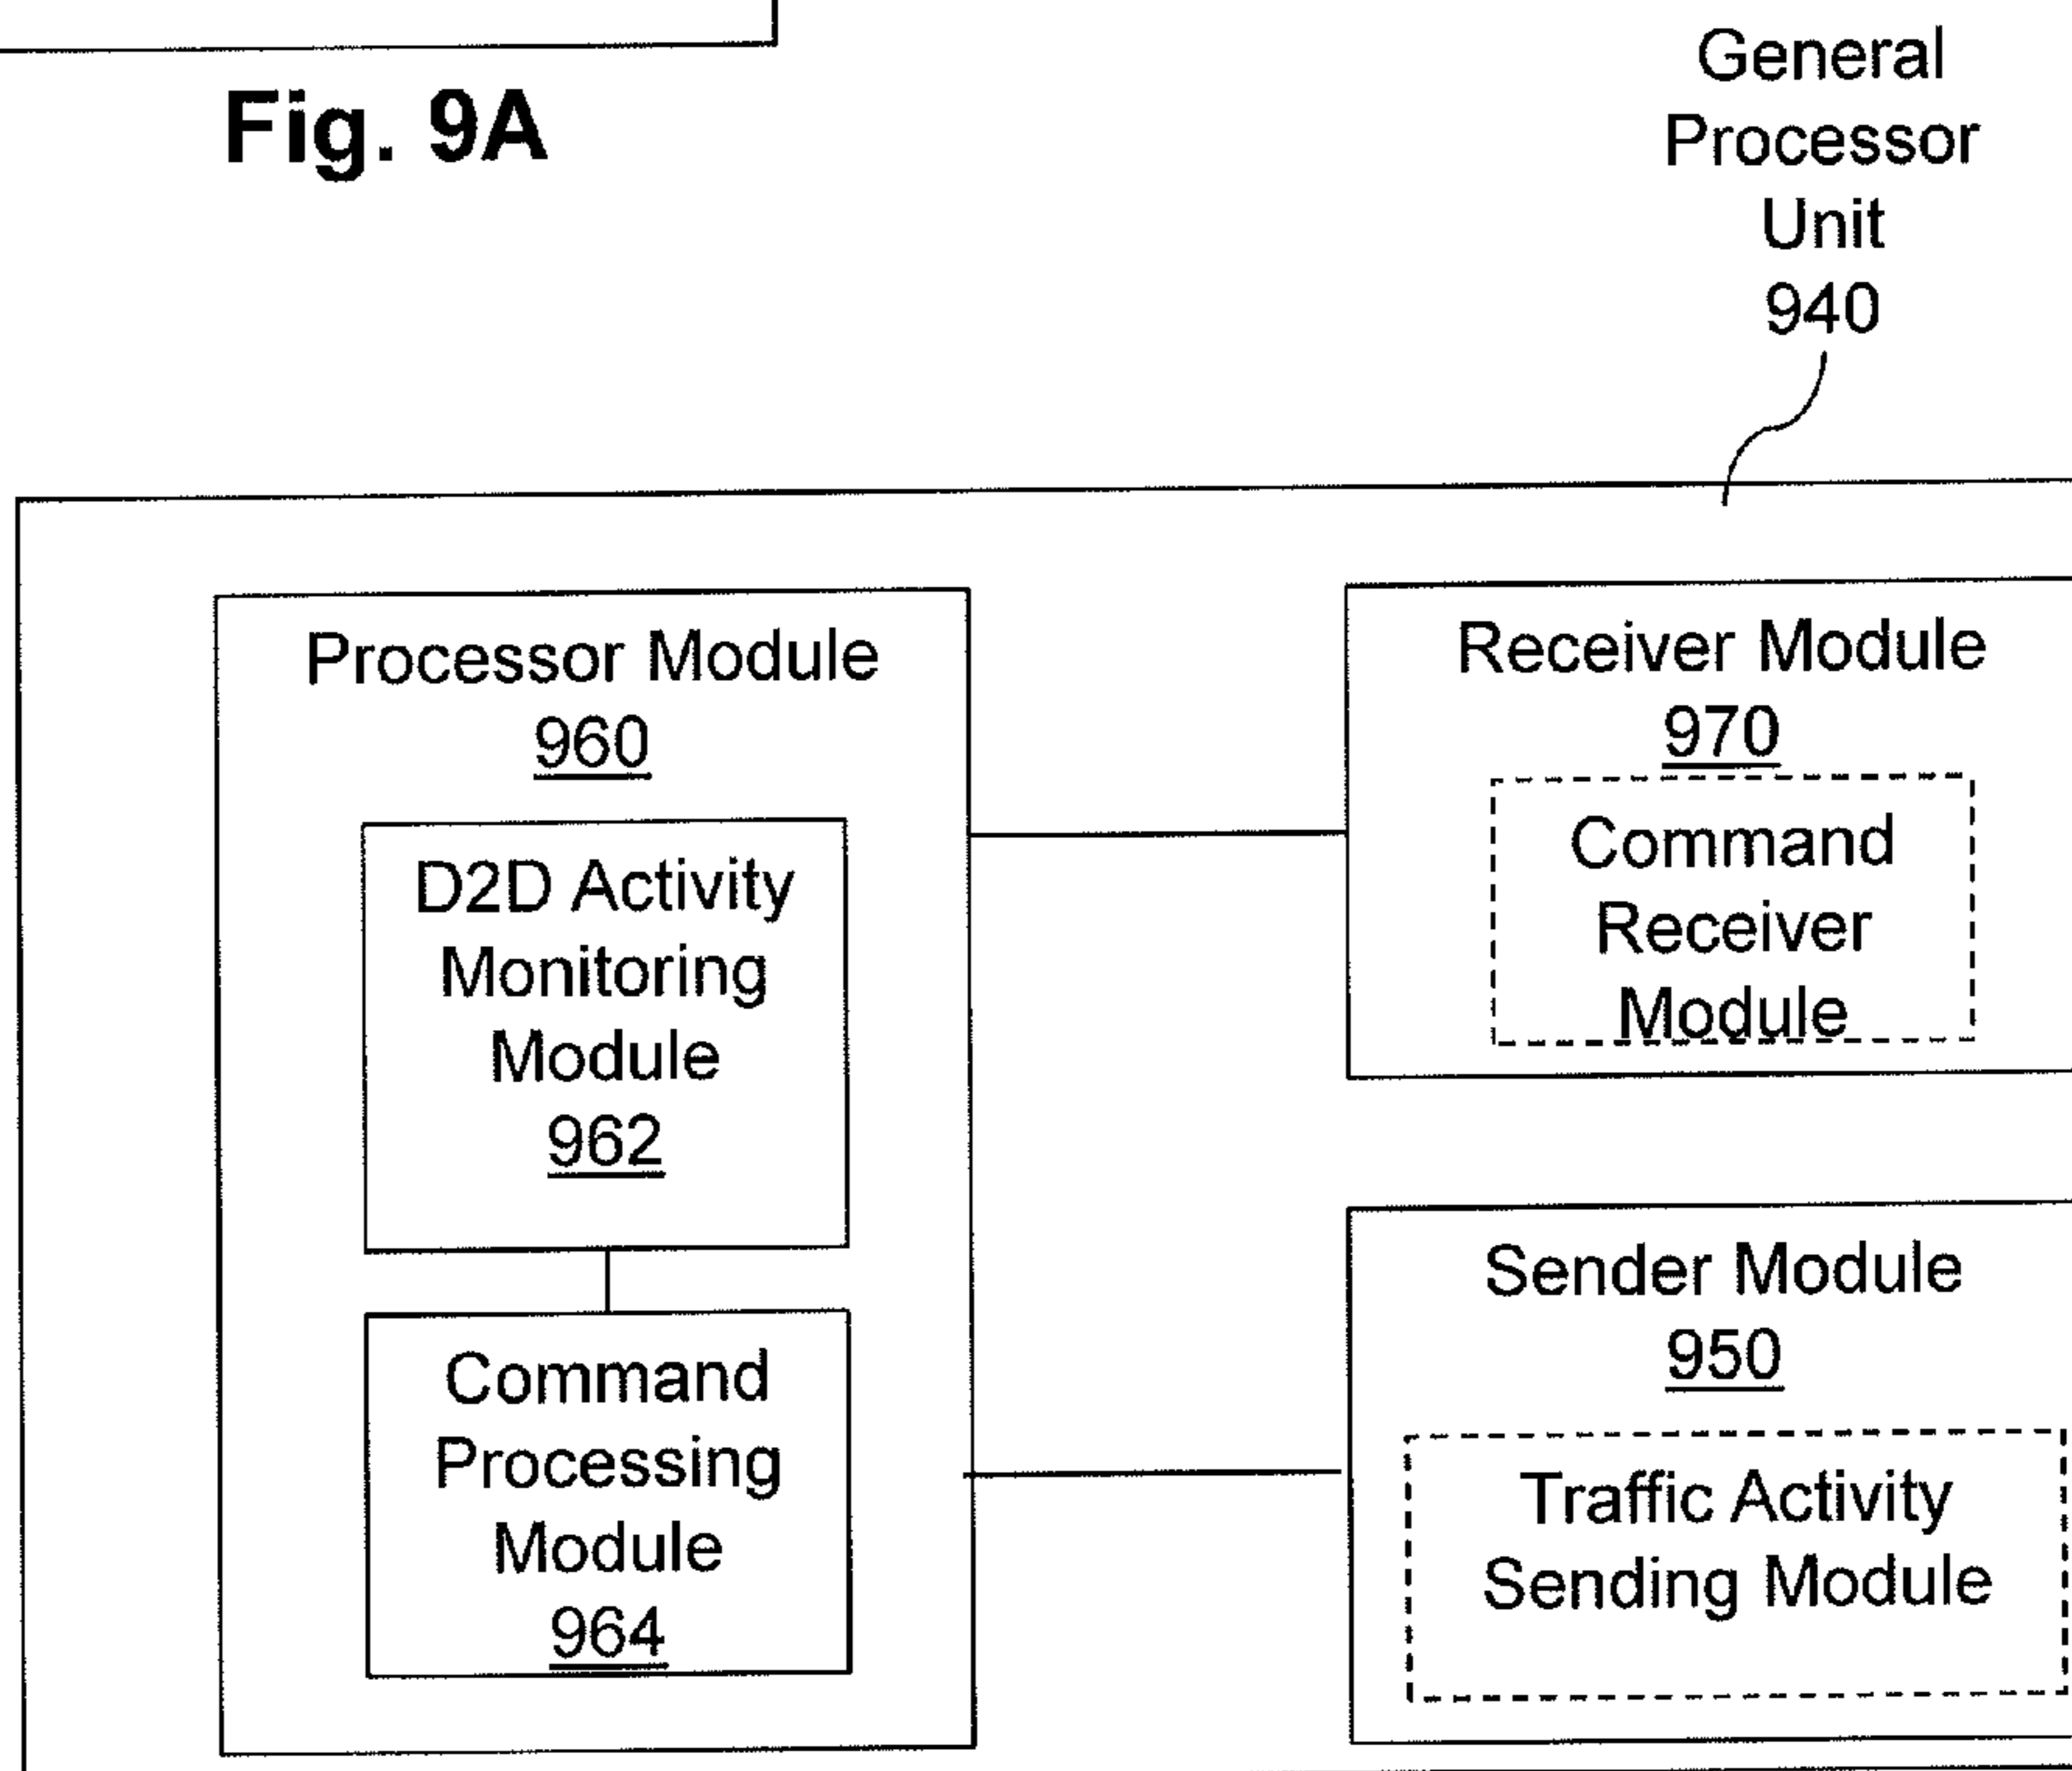 Fig. 9A
General
Processor
Unit
940
Processor Module
960
D2D Activity
Monitoring
Module
962
Command
Processing
Module
964
Receiver Module
970
Command
Receiver
Module
Sender Module
950
Traffic Activity
Sending Module